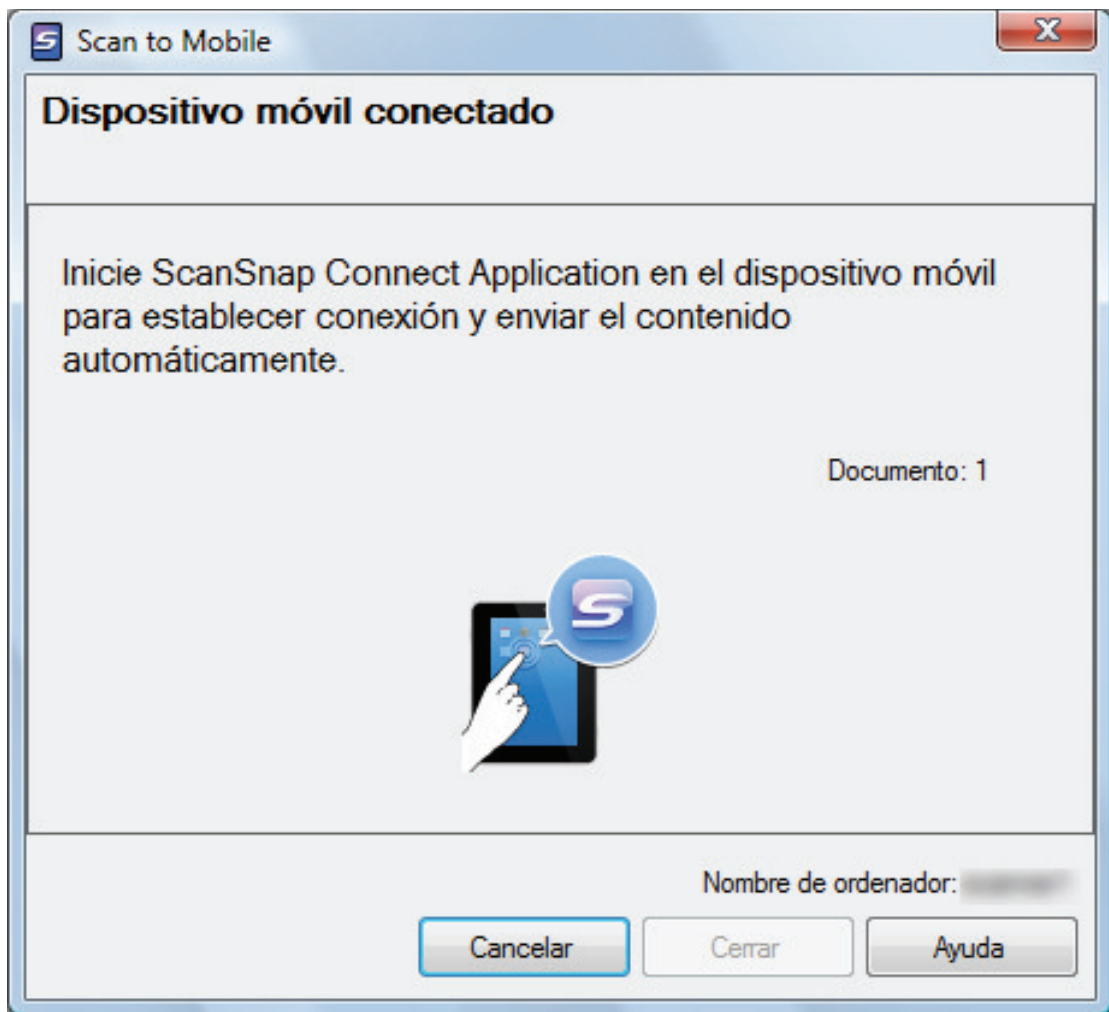 Scan to Mobile
Dispositivo móvil conectado
Inicie ScanSnap Connect Application en el dispositivo móvil
para establecer conexión y enviar el contenido
automáticamente.
Documento: 1
Nombre de ordenador:
Cancelar
Cerrar
Ayuda